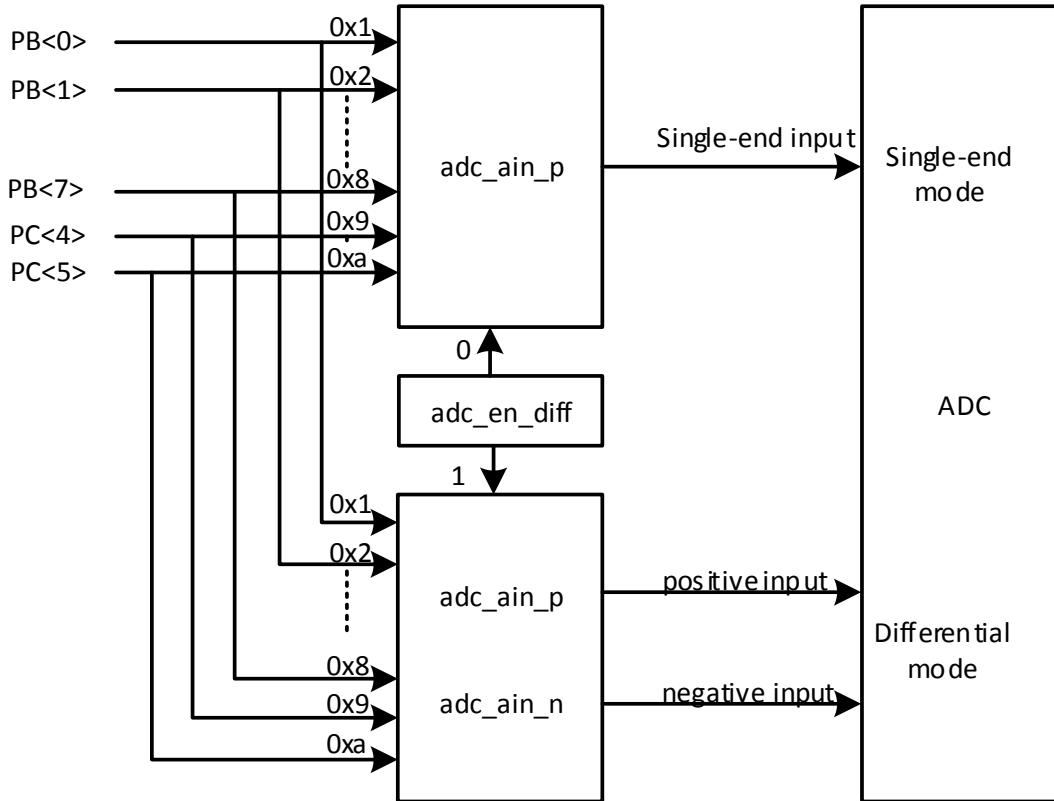 PB<0>
0x1
PB<1>
0x2
PB<7>
0x8
PC<4>
0x9
PC<5>
0xa
adc_ain_p
Single-end input
Single-end
mode
0
adc_en_diff
1
ADC
0x1
0x2
adc_ain_p
positive input
Differential
mode
0x8
0x9
adc_ain_n
negative input
0xa